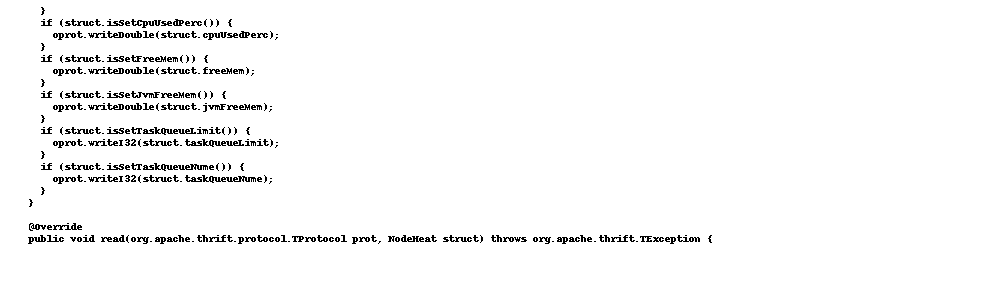 }
if (struct.isSetCpuUsedPerc()) {
oprot.writeDouble(struct.cpuUsedPerc);
}
if (struct.isSetFreeMem()) {
oprot.writeDouble(struct.freeMem);
}
if (struct.isSetJvmFreeMem()) {
oprot.writeDouble(struct.jvmFreeMem);
}
if (struct.isSetTaskQueueLimit()) {
oprot.writeI32(struct.taskQueueLimit);
}
if (struct.isSetTaskQueueNume()) {
oprot.writeI32(struct.taskQueueNume);
}
}
@Override
public void read(org.apache.thrift.protocol.TProtocol prot, NodeHeat struct) throws org.apache.thrift.TException {